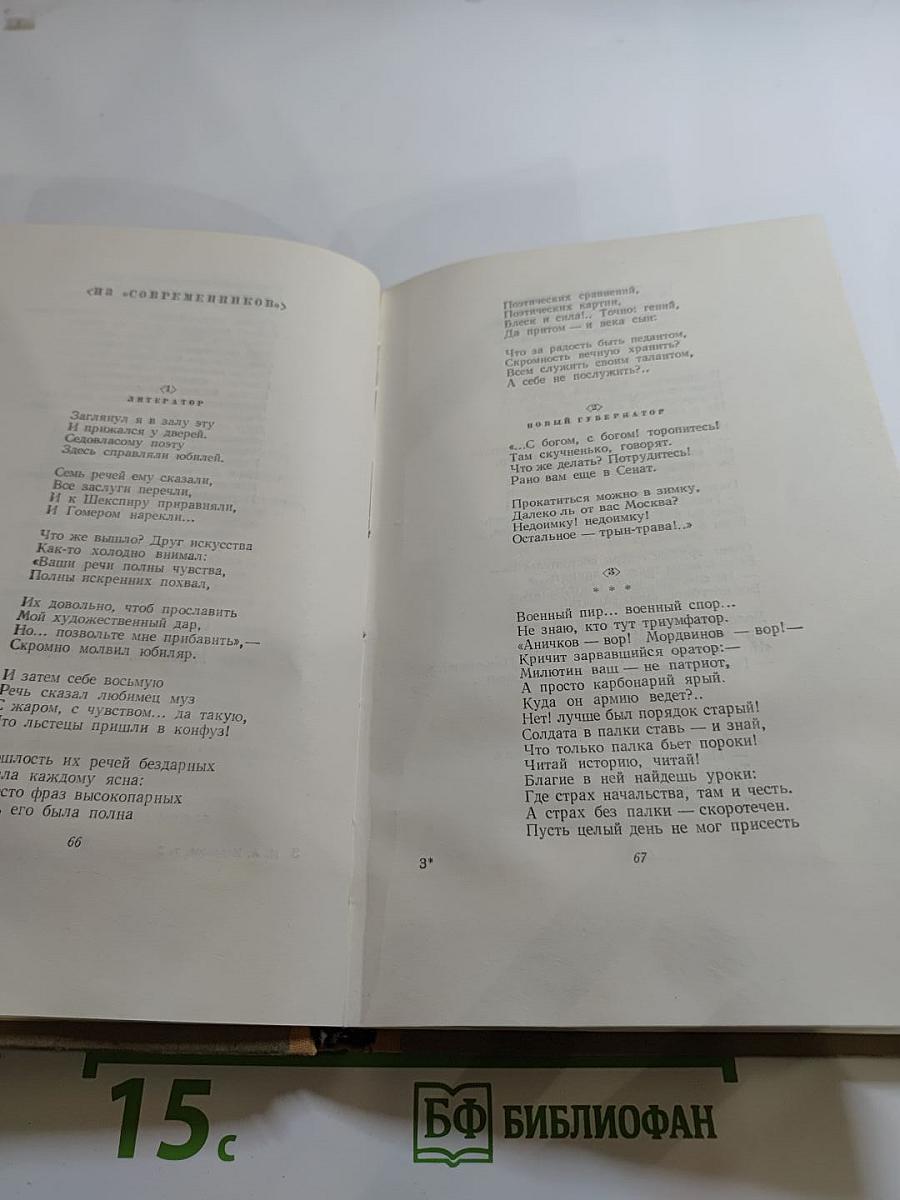 <ИЗ «СОВРЕМЕННИКОВ»>
<1>
ЛИТЕРАТОР
Заглянул я в залу эту
И прижался у дверей.
Седовласому поэту
Здесь справляли юбилей.
Семь речей ему сказали,
Все заслуги перечли,
И к Шекспиру приравняли,
И Гомером нарекли...
Что же вышло? Друг искусства
Как-то холодно внимал:
«Ваши речи полны чувства,
Полны искренних похвал,
Их довольно, чтоб прославить
Мой художественный дар,
Но... позвольте мне прибавить»,—
Скромно молвил юбиляр.
И затем себе восьмую
Речь сказал любимец муз
С жаром, с чувством... да такую,
Что льстецы пришли в конфуз!
их речей бездарных
каждому ясна:
фраз высокопарных
его была полна
66
Поэтических сравнений,
Поэтических картин,
Блеск и сила!.. Точно: гений,
Да притом — и века сын:
Что за радость быть педантом,
Скромность вечную хранить?
Всем служить своим талантом,
А себе не послужить?..
<2>
НОВЫЙ ГУБЕРНАТОР
«...С богом, с богом! торопитесь!
Там скучненько, говорят.
Что же делать? Потрудитесь!
Рано вам еще в Сенат.
Прокатиться можно в зимку,
Далеко ль от вас Москва?
Недоимку! недоимку!
Остальное — трын-трава!..»
<3>
* * *
Военный пир... военный спор...
Не знаю, кто тут триумфатор.
«Аничков — вор! Мордвинов — вор!—
Кричит зарвавшийся оратор:—
Милютин ваш — не патриот,
А просто карбонарий ярый.
Куда он армию ведет?..
Нет! лучше был порядок старый!
Солдата в палки ставь — и знай,
Что только палка бьет пороки!
Читай историю, читай!
Благие в ней найдешь уроки:
Где страх начальства, там и честь.
А страх без палки — скоротечен.
Пусть целый день не мог присесть
3*
67
15 с
БФ БИБЛИОФАН